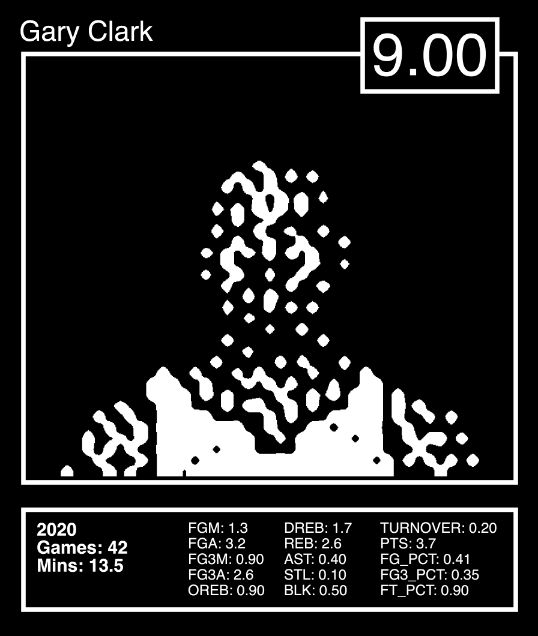 Gary Clark
9.00
2020
Games: 42
Mins: 13.5
FGM: 1.3
FGA: 3.2
FG3M: 0.90
FG3A: 2.6
OREB: 0.90
DREB: 1.7
REB: 2.6
AST: 0.40
STL: 0.10
BLK: 0.50
TURNOVER: 0.20
PTS: 3.7
FG_PCT: 0.41
FG3_PCT: 0.35
FT_PCT: 0.90